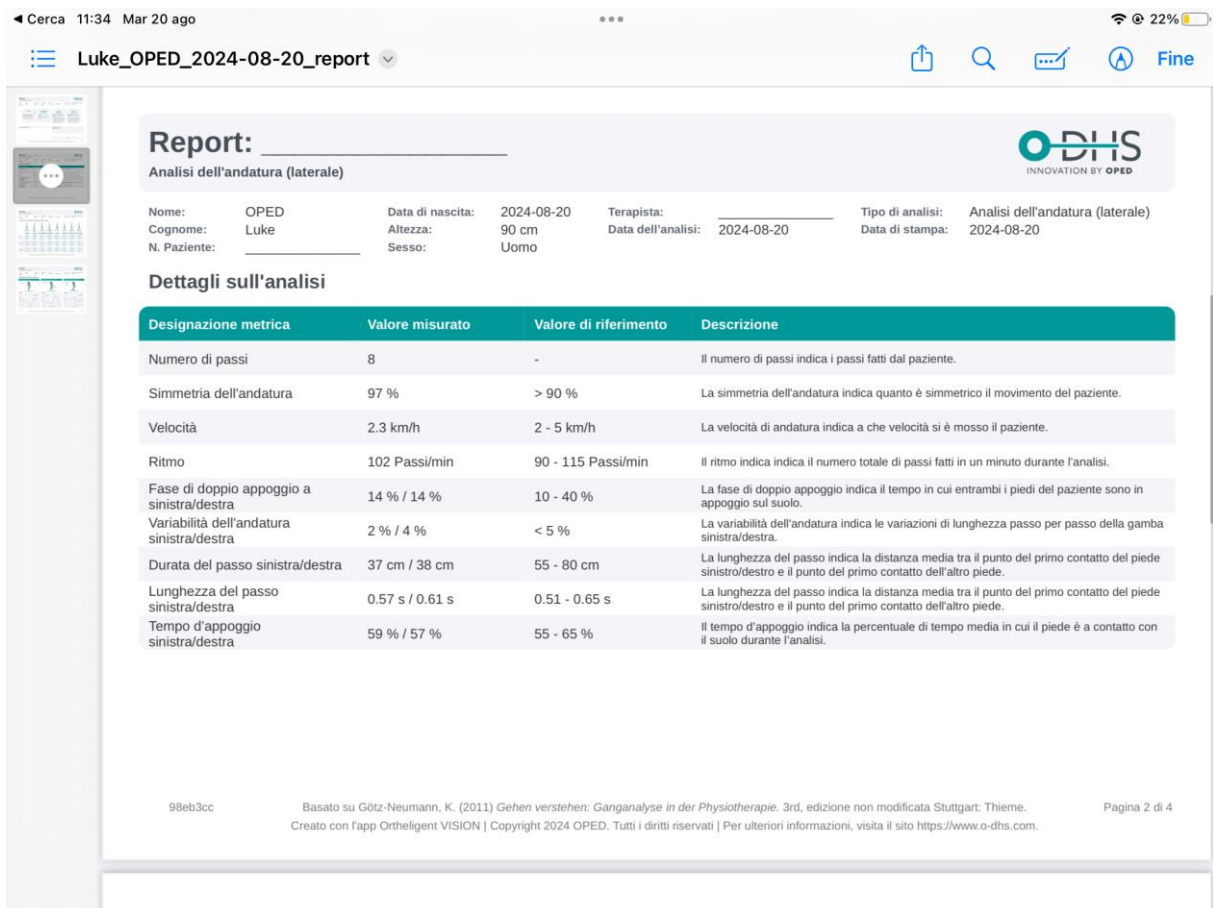 Cerca 11:34 Mar 20 ago 22%
Luke_OPED_2024-08-20_report Fine
Report: ____________________
Analisi dell'andatura (laterale)
O-DHS
INNOVATION BY OPED
Nome: OPED Data di nascita: 2024-08-20 Terapista: ____________ Tipo di analisi: Analisi dell'andatura (laterale)
Cognome: Luke Altezza: 90 cm Data dell'analisi: 2024-08-20 Data di stampa: 2024-08-20
N. Paziente: ____________ Sesso: Uomo
Dettagli sull'analisi
Designazione metrica Valore misurato Valore di riferimento Descrizione
Numero di passi 8 - Il numero di passi indica i passi fatti dal paziente.
Simmetria dell'andatura 97 % > 90 % La simmetria dell'andatura indica quanto è simmetrico il movimento del paziente.
Velocità 2.3 km/h 2 - 5 km/h La velocità di andatura indica a che velocità si è mosso il paziente.
Ritmo 102 Passi/min 90 - 115 Passi/min Il ritmo indica indica il numero totale di passi fatti in un minuto durante l'analisi.
Fase di doppio appoggio a
sinistra/destra
14 % / 14 % 10 - 40 %
La fase di doppio appoggio indica il tempo in cui entrambi i piedi del paziente sono in
appoggio sul suolo.
Variabilità dell'andatura
sinistra/destra
2 % / 4 % < 5 %
La variabilità dell'andatura indica le variazioni di lunghezza passo per passo della gamba
sinistra/destra.
Durata del passo sinistra/destra 37 cm / 38 cm 55 - 80 cm
La lunghezza del passo indica la distanza media tra il punto del primo contatto del piede
sinistro/destro e il punto del primo contatto dell'altro piede.
Lunghezza del passo
sinistra/destra
0.57 s / 0.61 s 0.51 - 0.65 s
La lunghezza del passo indica la distanza media tra il punto del primo contatto del piede
sinistro/destro e il punto del primo contatto dell'altro piede.
Tempo d'appoggio
sinistra/destra
59 % / 57 % 55 - 65 %
Il tempo d'appoggio indica la percentuale di tempo media in cui il piede è a contatto con
il suolo durante l'analisi.
98eb3cc Basato su Götz-Neumann, K. (2011) Gehen verstehen: Ganganalyse in der Physiotherapie. 3rd, edizione non modificata Stuttgart: Thieme. Pagina 2 di 4
Creato con l'app Ortheligent VISION | Copyright 2024 OPED. Tutti i diritti riservati | Per ulteriori informazioni, visita il sito https://www.o-dhs.com.